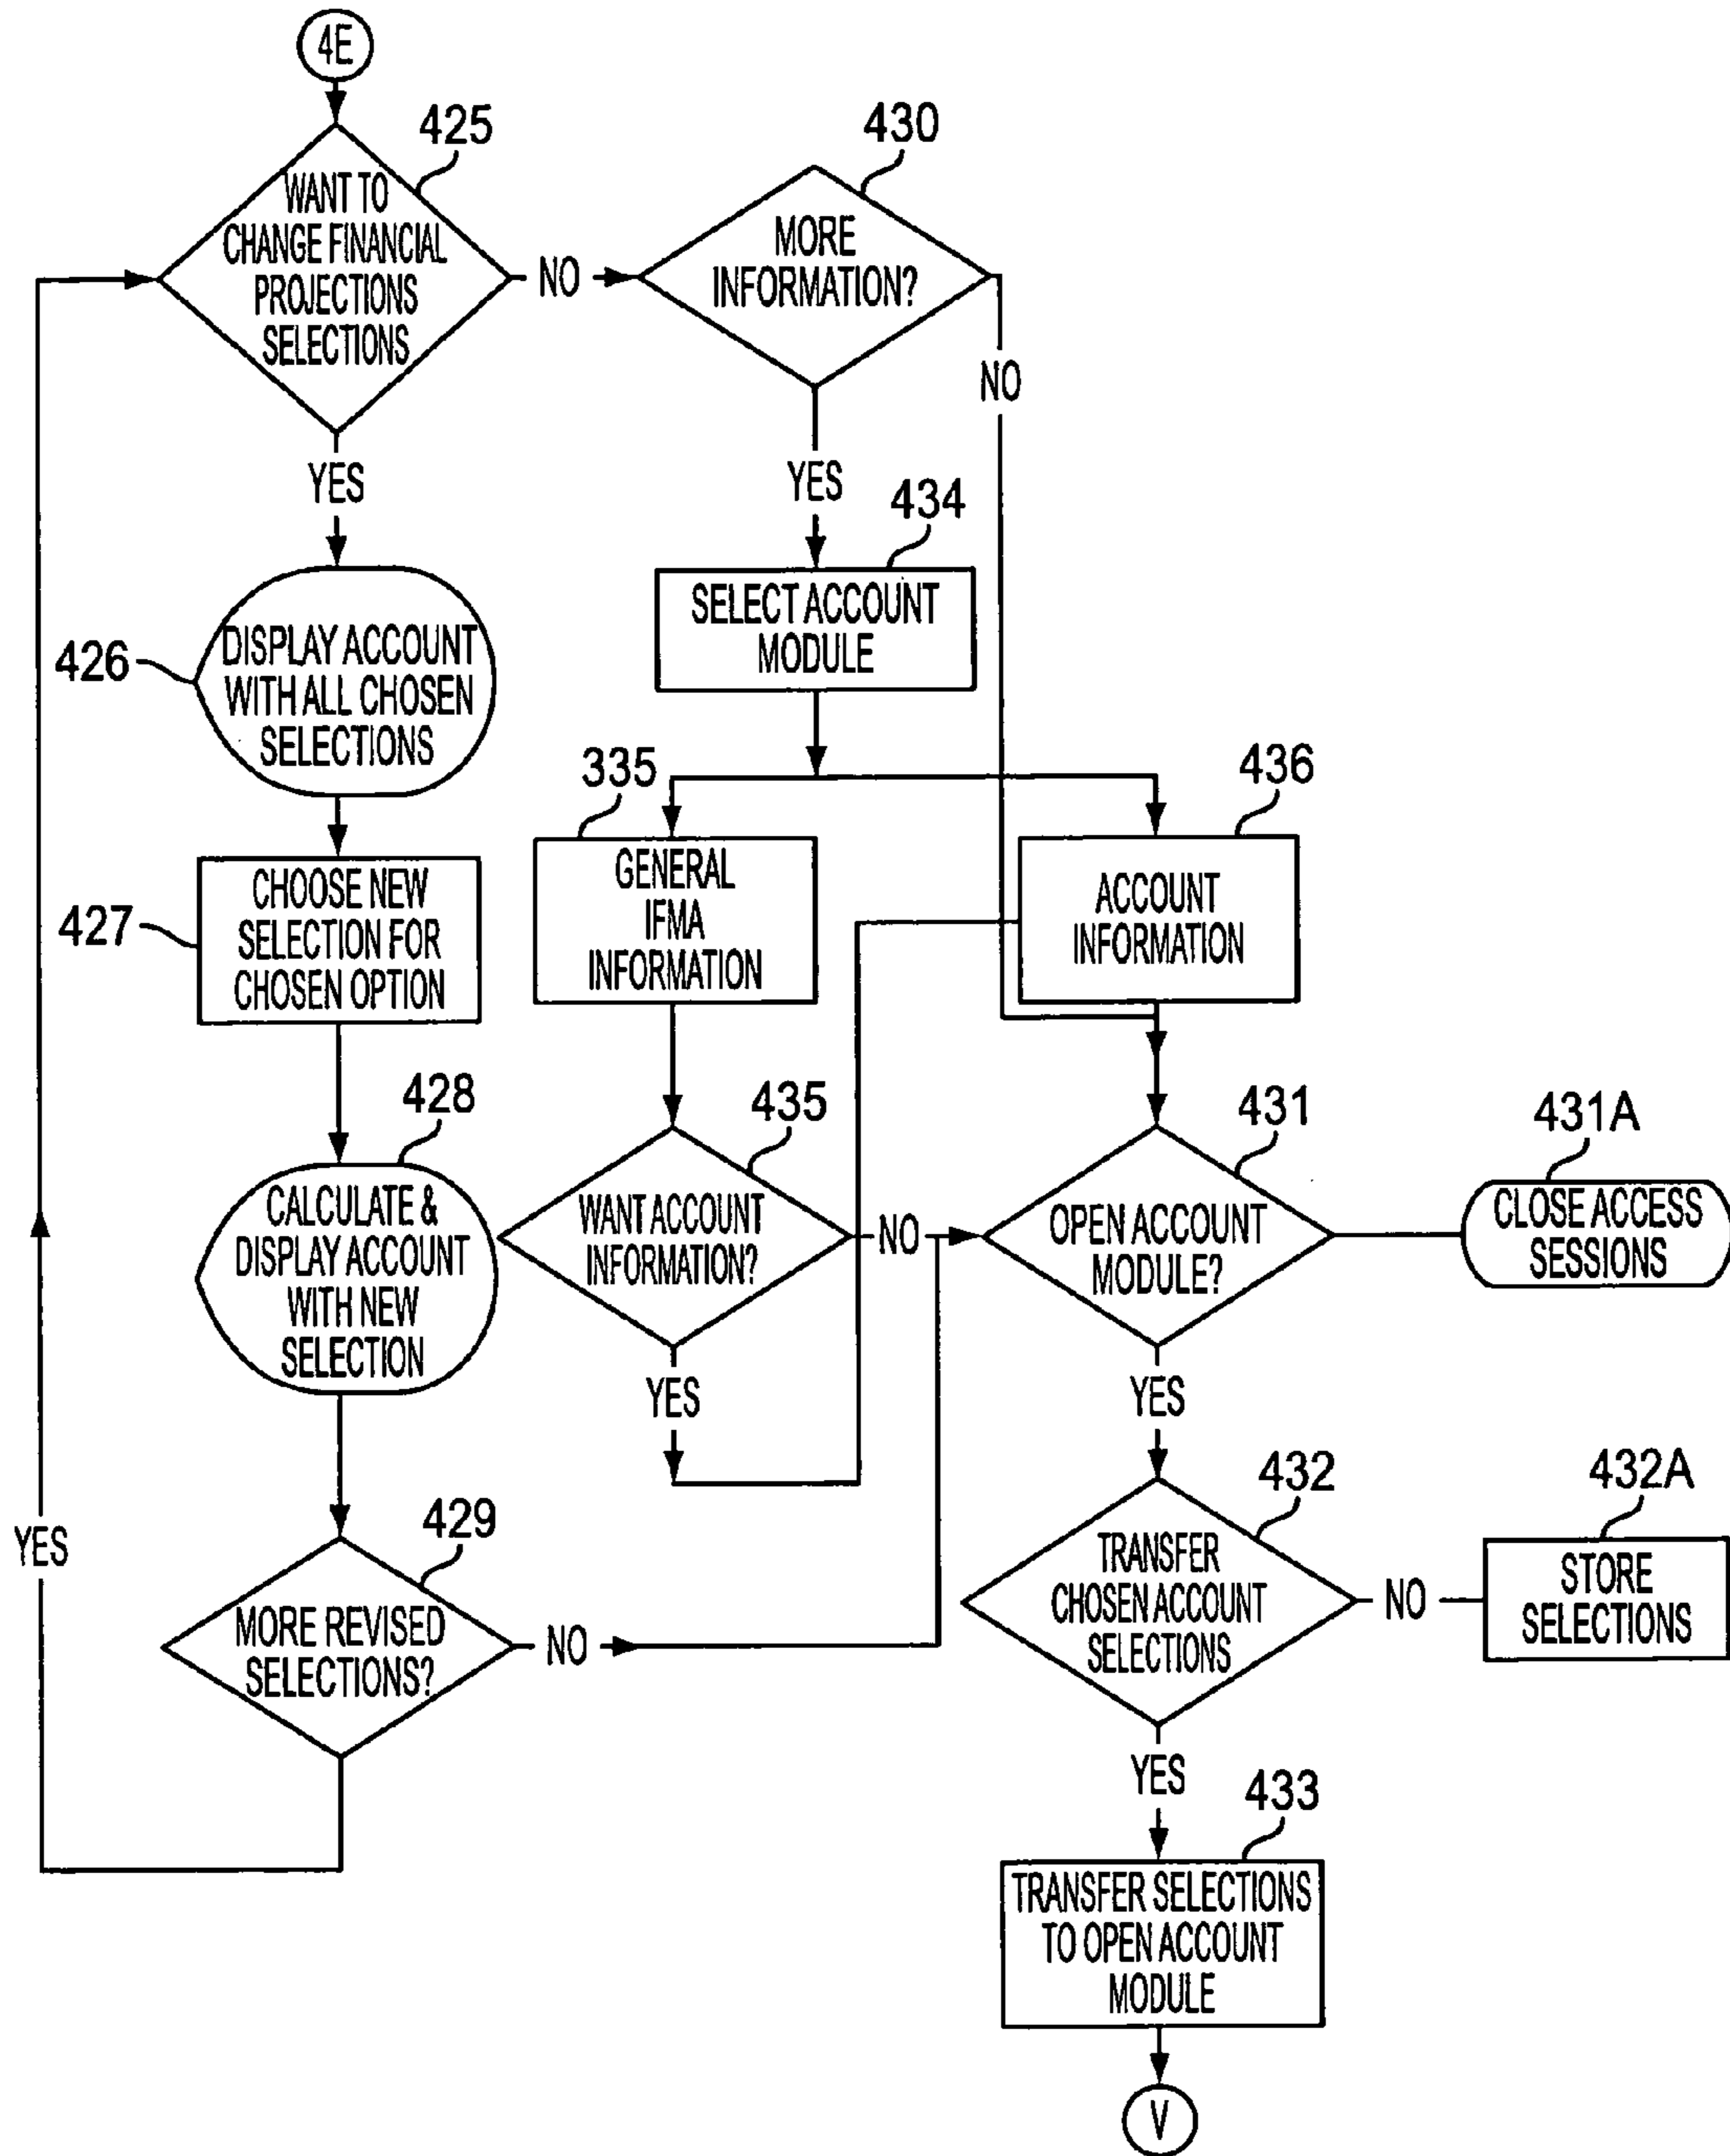 4E
425
WANT TO
CHANGE FINANCIAL
PROJECTIONS
SELECTIONS
NO
430
MORE
INFORMATION?
NO
YES
YES
434
SELECT ACCOUNT
MODULE
426
DISPLAY ACCOUNT
WITH ALL CHOSEN
SELECTIONS
335
GENERAL
IFMA
INFORMATION
436
ACCOUNT
INFORMATION
427
CHOOSE NEW
SELECTION FOR
CHOSEN OPTION
428
CALCULATE &
DISPLAY ACCOUNT
WITH NEW
SELECTION
435
WANT ACCOUNT
INFORMATION?
NO
YES
431
OPEN ACCOUNT
MODULE?
431A
CLOSE ACCESS
SESSIONS
YES
YES
429
MORE REVISED
SELECTIONS?
NO
432
TRANSFER
CHOSEN ACCOUNT
SELECTIONS
NO
432A
STORE
SELECTIONS
YES
433
TRANSFER SELECTIONS
TO OPEN ACCOUNT
MODULE
V